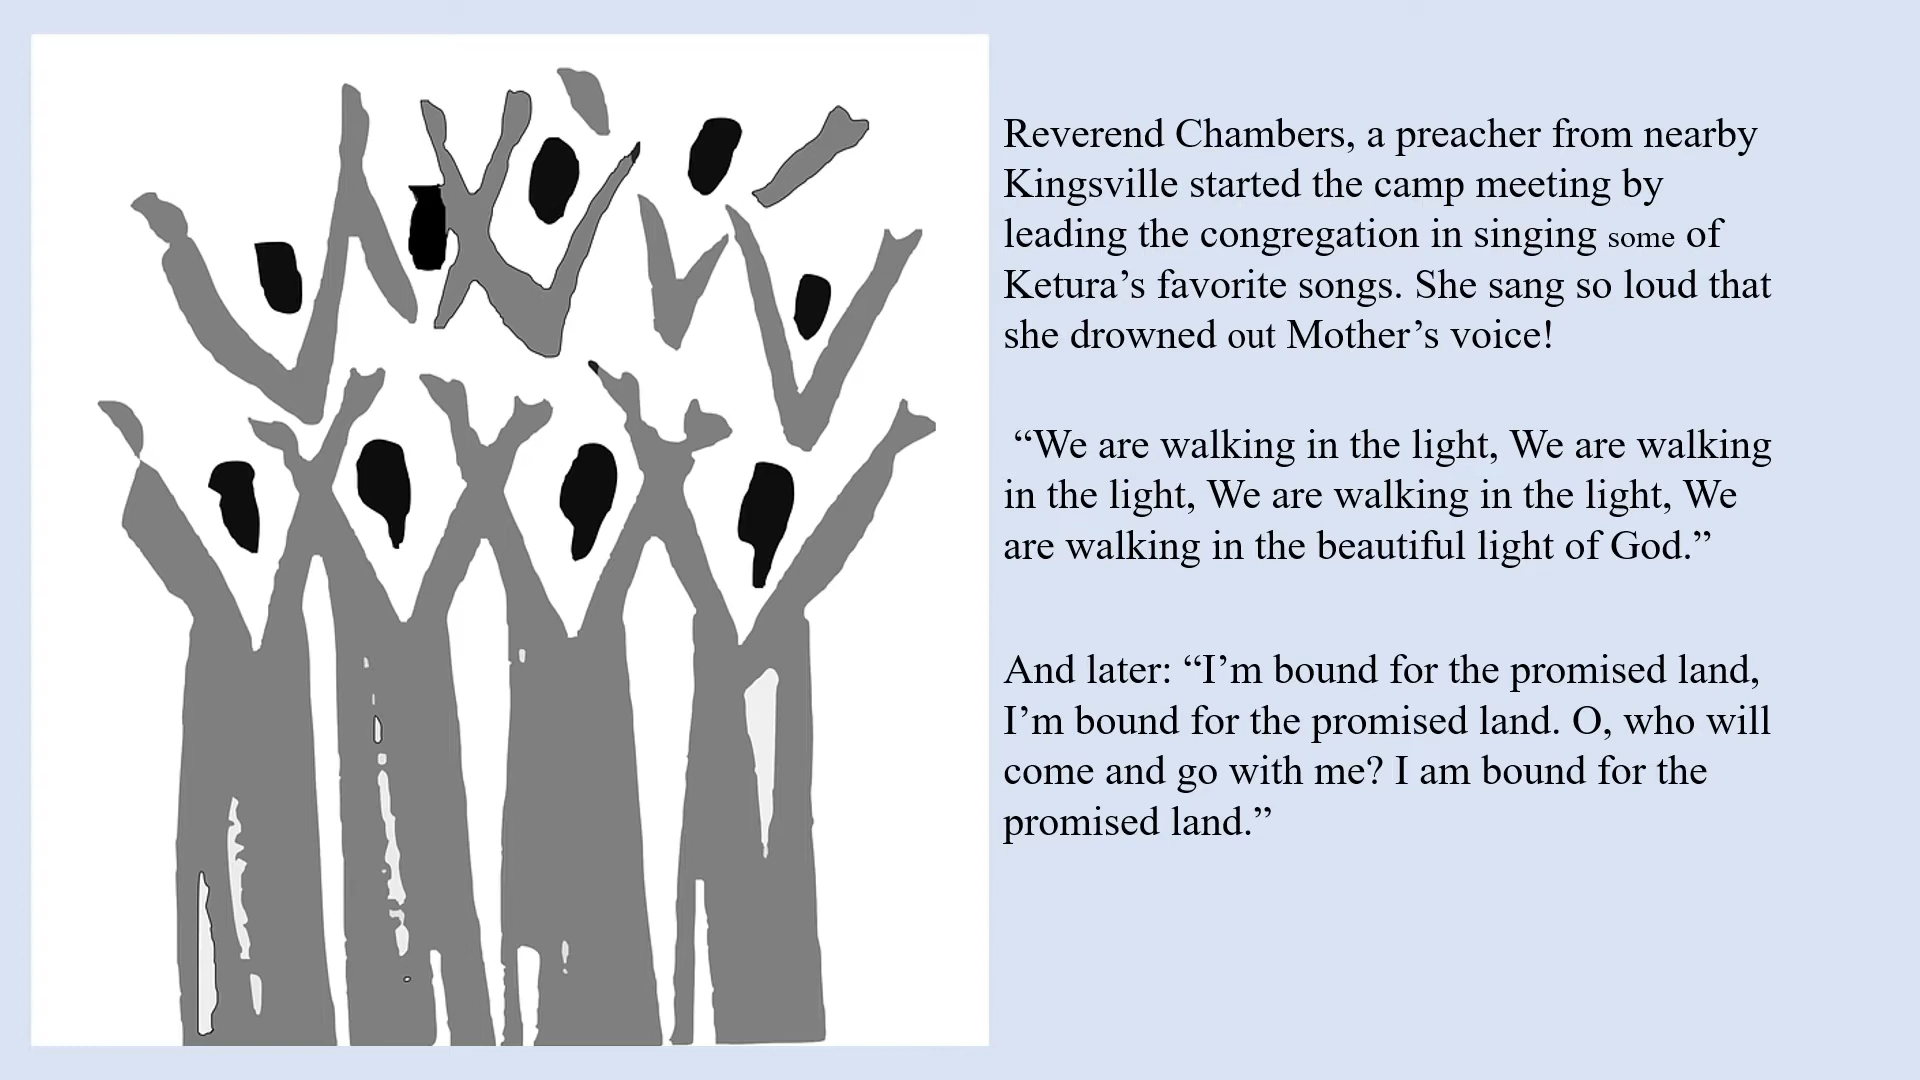 Reverend Chambers, a preacher from nearby
Kingsville started the camp meeting by
leading the congregation in singing some of
Ketura’s favorite songs. She sang so loud that
she drowned out Mother’s voice!
“We are walking in the light, We are walking
in the light, We are walking in the light, We
are walking in the beautiful light of God.”
And later: “I’m bound for the promised land,
I’m bound for the promised land. O, who will
come and go with me? I am bound for the
promised land.”